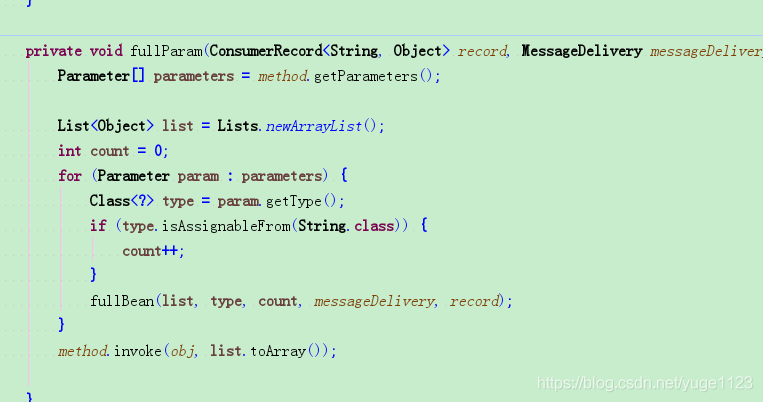 }
private void fullParam(ConsumerRecord<String, Object> record, MessageDelivery messageDelivery
Parameter[] parameters = method.getParameters();
List<Object> list = Lists.newArrayList();
int count = 0;
for (Parameter param : parameters) {
Class<?> type = param.getType();
if (type.isAssignableFrom(String.class)) {
count++;
}
fullBean(list, type, count, messageDelivery, record);
}
method.invoke(obj, list.toArray());
https://blog.csdn.net/yuge1123
}